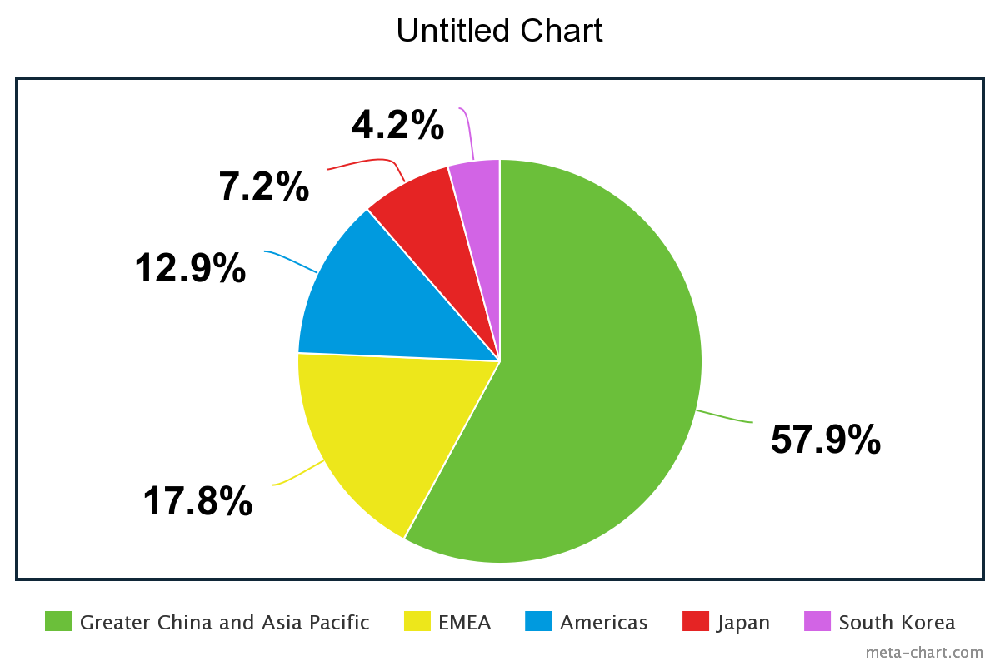 Untitled Chart
4.2%
7.2%
12.9%
57.9%
17.8%
Greater China and Asia Pacific EMEA Americas Japan South Korea
meta-chart.com